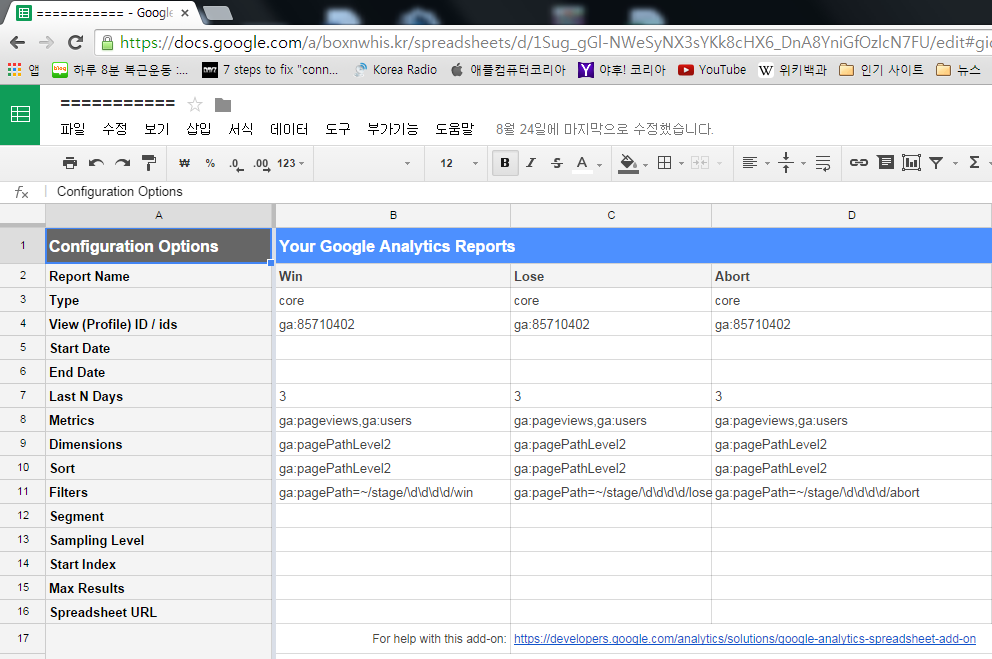 =========== - Google
https://docs.google.com/a/boxnwhis.kr/spreadsheets/d/1Sug_gGl-NWeSyNX3sYKk8cHX6_DnA8YniGfOzlcN7FU/edit#gi
앱 하루 8분 복근운동 :... 7 steps to fix "conn... Korea Radio 애플컴퓨터코리아 야후! 코리아 YouTube 위키백과 인기 사이트 뉴스
===========
파일 수정 보기 삽입 서식 데이터 도구 부가기능 도움말 8월 24일에 마지막으로 수정했습니다.
₩ % .0 .00 123 12 B I S A Σ
fx Configuration Options
A B C D
1 Configuration Options Your Google Analytics Reports
2 Report Name Win Lose Abort
3 Type core core core
4 View (Profile) ID / ids ga:85710402 ga:85710402 ga:85710402
5 Start Date
6 End Date
7 Last N Days 3 3 3
8 Metrics ga:pageviews,ga:users ga:pageviews,ga:users ga:pageviews,ga:users
9 Dimensions ga:pagePathLevel2 ga:pagePathLevel2 ga:pagePathLevel2
10 Sort ga:pagePathLevel2 ga:pagePathLevel2 ga:pagePathLevel2
11 Filters ga:pagePath=~/stage/\d\d\d\d/win ga:pagePath=~/stage/\d\d\d\d/lose ga:pagePath=~/stage/\d\d\d\d/abort
12 Segment
13 Sampling Level
14 Start Index
15 Max Results
16 Spreadsheet URL
17 For help with this add-on: https://developers.google.com/analytics/solutions/google-analytics-spreadsheet-add-on